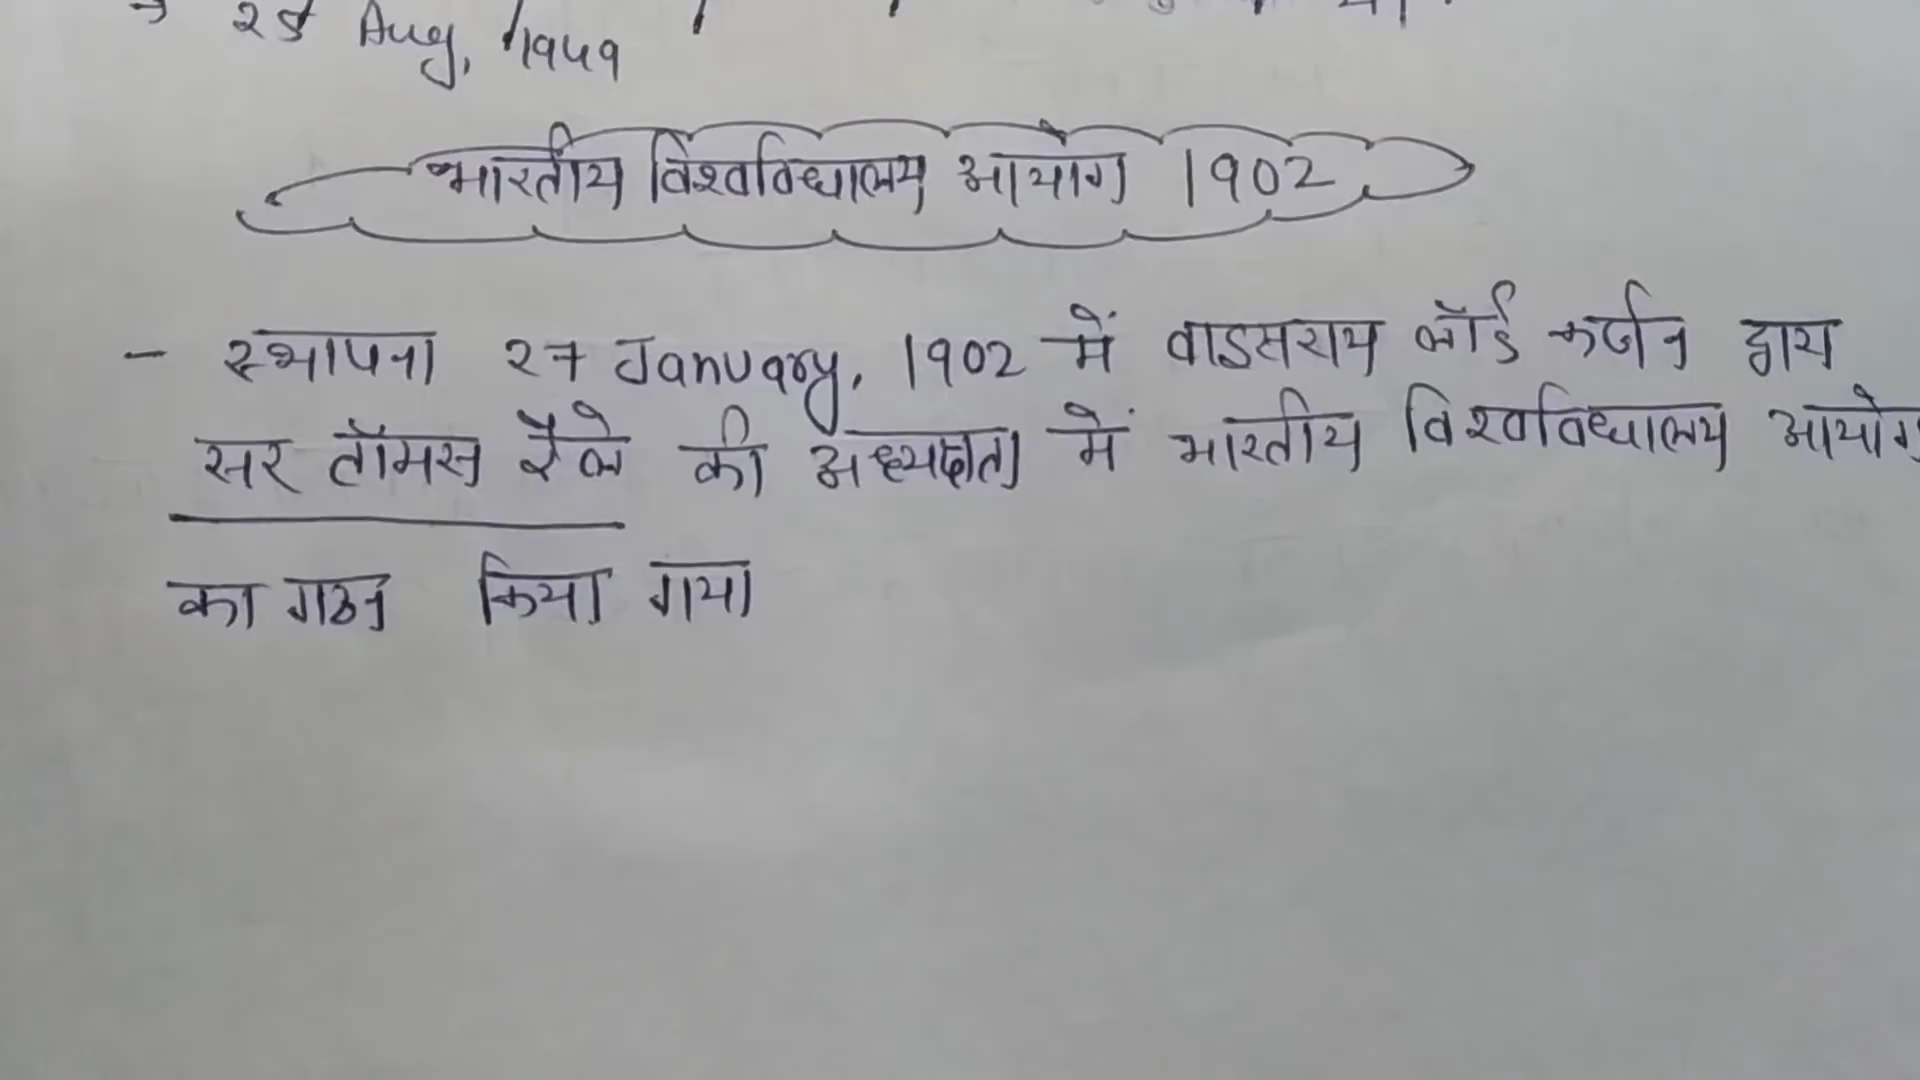 25 Aug, 1949
भारतीय विश्वविद्यालय आयोग 1902
- स्थापना 27 January, 1902 में वाइसराय लॉर्ड कर्जन द्वारा
सर टॉमस रैले की अध्यक्षता में भारतीय विश्वविद्यालय आयोग
का गठन किया गया